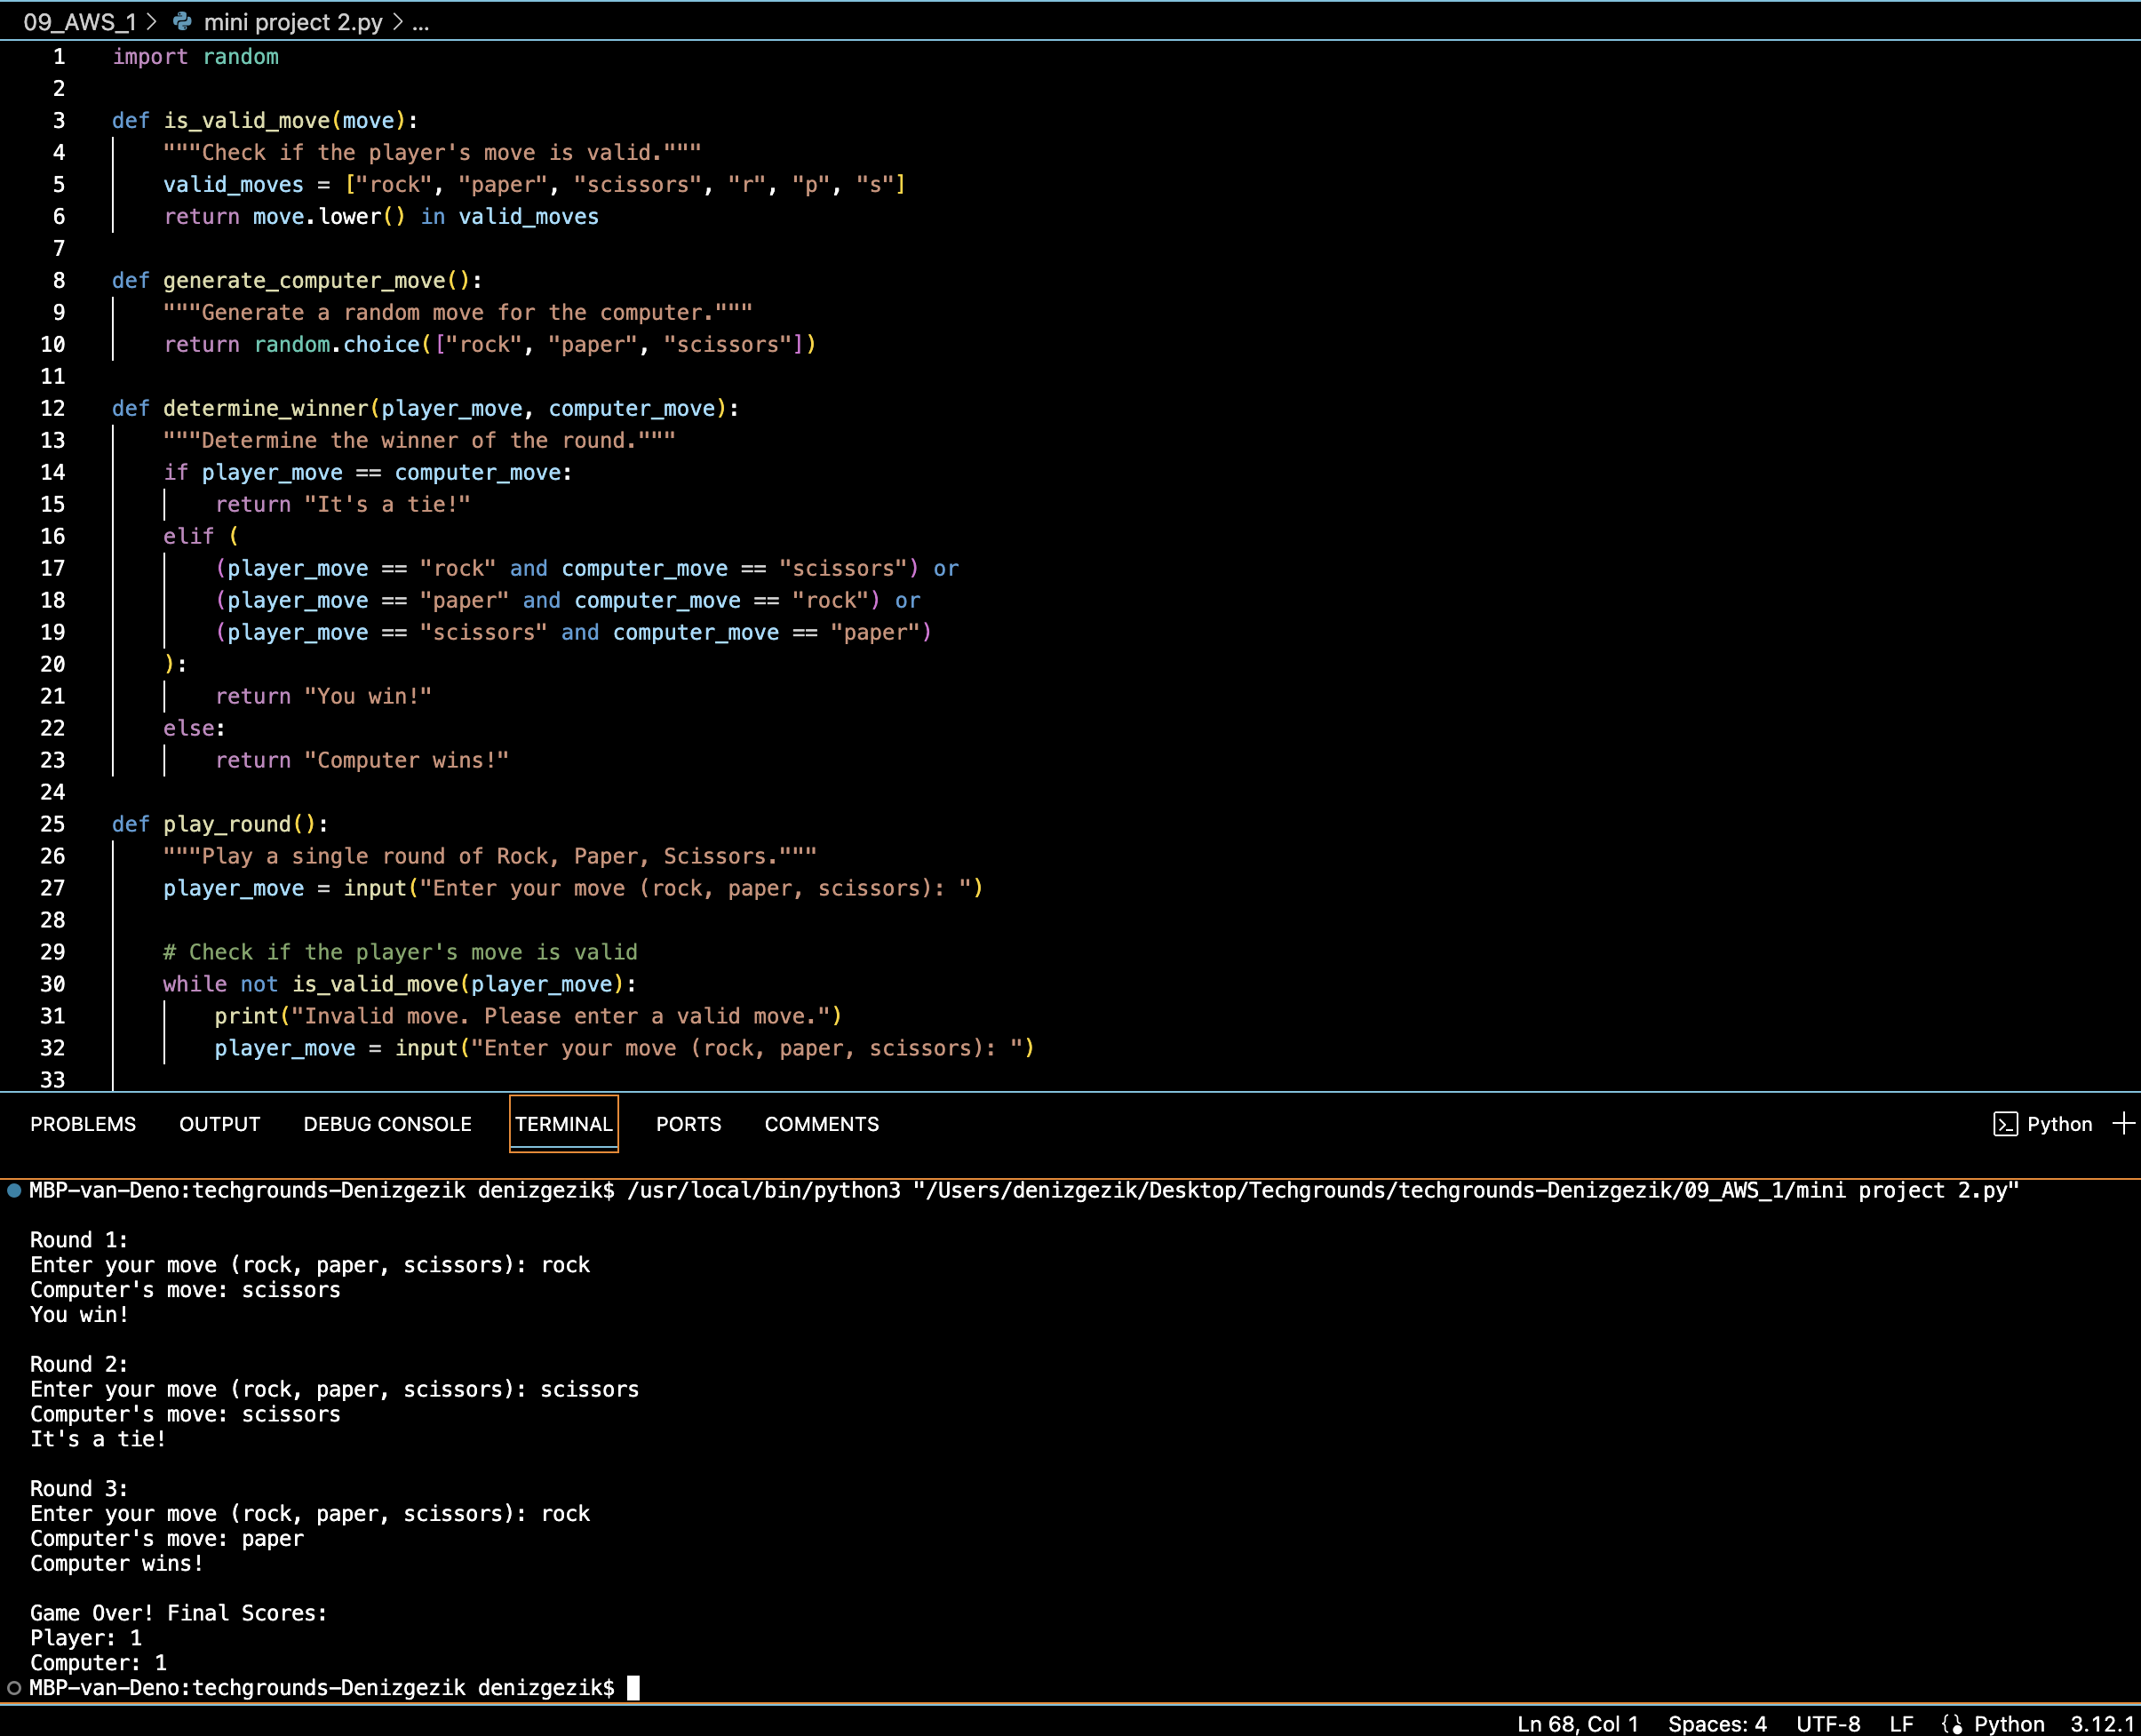 09_AWS_1 > mini project 2.py > ...
1 import random
2
3 def is_valid_move(move):
4     """Check if the player's move is valid."""
5     valid_moves = ["rock", "paper", "scissors", "r", "p", "s"]
6     return move.lower() in valid_moves
7
8 def generate_computer_move():
9     """Generate a random move for the computer."""
10     return random.choice(["rock", "paper", "scissors"])
11
12 def determine_winner(player_move, computer_move):
13     """Determine the winner of the round."""
14     if player_move == computer_move:
15         return "It's a tie!"
16     elif (
17         (player_move == "rock" and computer_move == "scissors") or
18         (player_move == "paper" and computer_move == "rock") or
19         (player_move == "scissors" and computer_move == "paper")
20     ):
21         return "You win!"
22     else:
23         return "Computer wins!"
24
25 def play_round():
26     """Play a single round of Rock, Paper, Scissors."""
27     player_move = input("Enter your move (rock, paper, scissors): ")
28
29     # Check if the player's move is valid
30     while not is_valid_move(player_move):
31         print("Invalid move. Please enter a valid move.")
32         player_move = input("Enter your move (rock, paper, scissors): ")
33
PROBLEMS OUTPUT DEBUG CONSOLE TERMINAL PORTS COMMENTS Python
MBP-van-Deno:techgrounds-Denizgezik denizgezik$ /usr/local/bin/python3 "/Users/denizgezik/Desktop/Techgrounds/techgrounds-Denizgezik/09_AWS_1/mini project 2.py"
Round 1:
Enter your move (rock, paper, scissors): rock
Computer's move: scissors
You win!
Round 2:
Enter your move (rock, paper, scissors): scissors
Computer's move: scissors
It's a tie!
Round 3:
Enter your move (rock, paper, scissors): rock
Computer's move: paper
Computer wins!
Game Over! Final Scores:
Player: 1
Computer: 1
MBP-van-Deno:techgrounds-Denizgezik denizgezik$
Ln 68, Col 1 Spaces: 4 UTF-8 LF Python 3.12.1